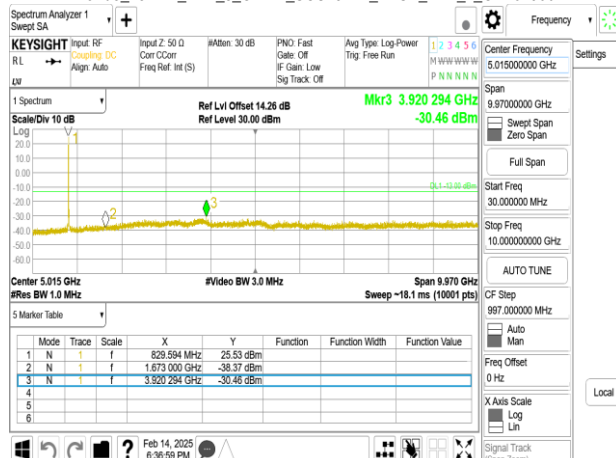 Spectrum Analyzer 1
Swept SA
Frequency
Settings
KEYSIGHT
RL
Input: RF
Coupling: DC
Align: Auto
Input Z: 50 Ω
Corr CCorr
Freq Ref: Int (S)
#Atten: 30 dB
PNO: Fast
Gate: Off
IF Gain: Low
Sig Track: Off
Avg Type: Log-Power
Trig: Free Run
1 2 3 4 5 6
M W W W W W
P N N N N N
LXI
1 Spectrum
Scale/Div 10 dB
Ref Lvl Offset 14.26 dB
Ref Level 30.00 dBm
Mkr3 3.920 294 GHz
-30.46 dBm
Log
20.0
10.0
0.00
-10.0
-20.0
-30.0
-40.0
-50.0
-60.0
1
2
3
DL1 -13.00 dBm
Center 5.015 GHz
#Res BW 1.0 MHz
#Video BW 3.0 MHz
Span 9.970 GHz
Sweep ~18.1 ms (10001 pts)
5 Marker Table
Mode Trace Scale X Y Function Function Width Function Value
1 N 1 f 829.594 MHz 25.53 dBm
2 N 1 f 1.673 000 GHz -38.37 dBm
3 N 1 f 3.920 294 GHz -30.46 dBm
4
5
6
Feb 14, 2025
6:36:59 PM
Center Frequency
5.015000000 GHz
Span
9.97000000 GHz
Swept Span
Zero Span
Full Span
Start Freq
30.000000 MHz
Stop Freq
10.000000000 GHz
AUTO TUNE
CF Step
997.000000 MHz
Auto
Man
Freq Offset
0 Hz
X Axis Scale
Log
Lin
Signal Track
Local